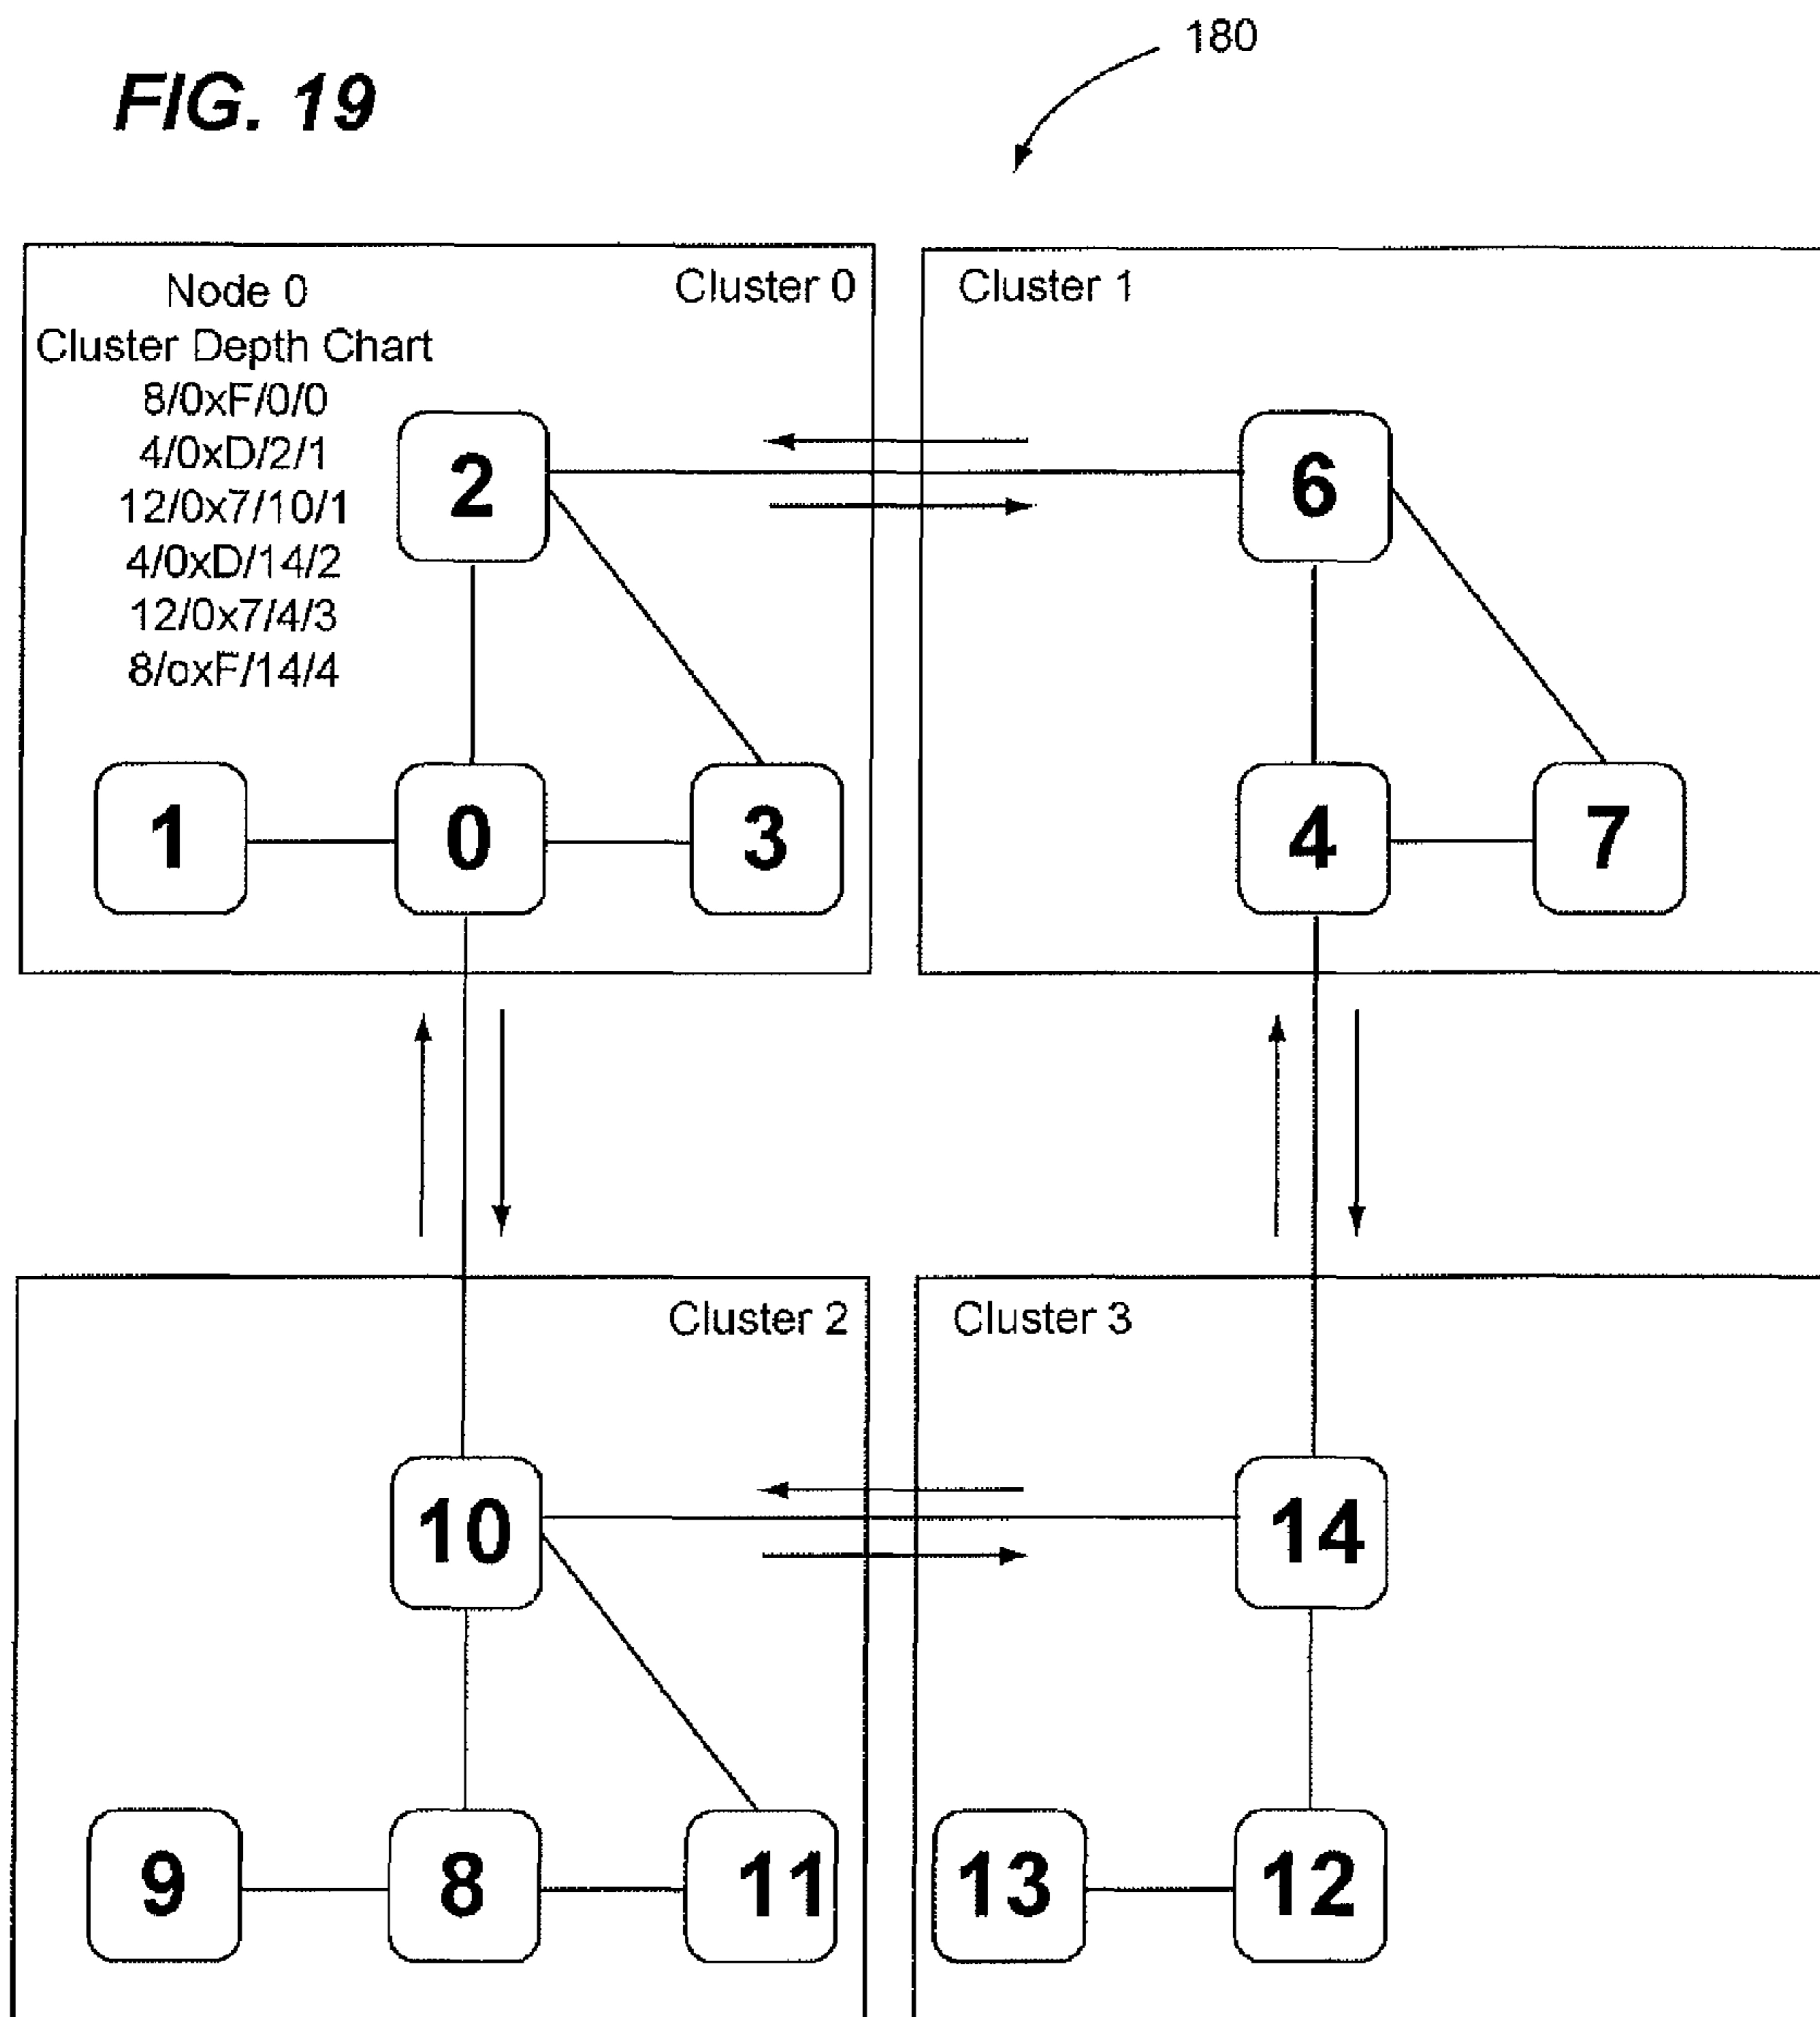 180
FIG. 19
Node 0
Cluster Depth Chart
8/0xF/0/0
4/0xD/2/1
12/0x7/10/1
4/0xD/14/2
12/0x7/4/3
8/oxF/14/4
Cluster 0
2
1
0
3
Cluster 1
6
4
7
Cluster 2
10
9
8
11
Cluster 3
14
13
12